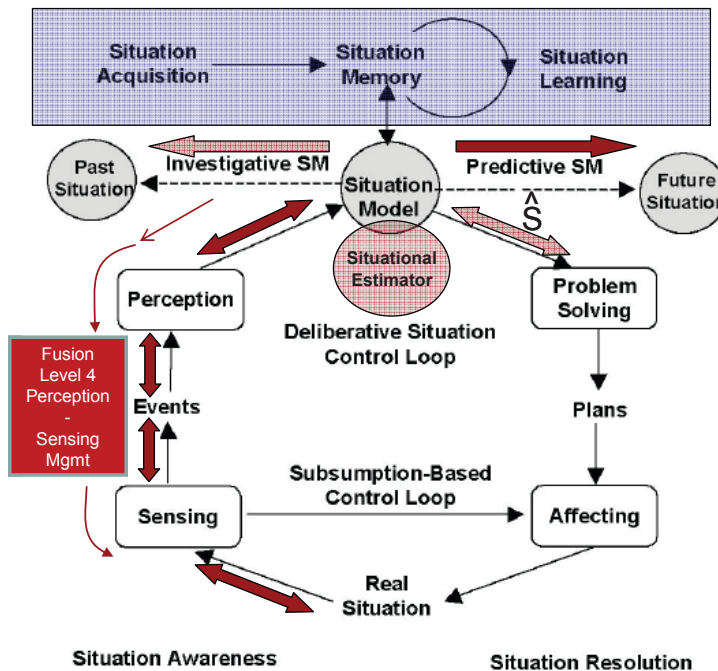 Situation
Acquisition
Situation
Memory
Situation
Learning
Past
Situation
Investigative SM
Situation
Model
Predictive SM
Future
Situation
Ŝ
Situational
Estimator
Perception
Problem
Solving
Deliberative Situation
Control Loop
Fusion
Level 4
Perception
-
Sensing
Mgmt
Events
Plans
Subsumption-Based
Control Loop
Sensing
Affecting
Real
Situation
Situation Awareness
Situation Resolution